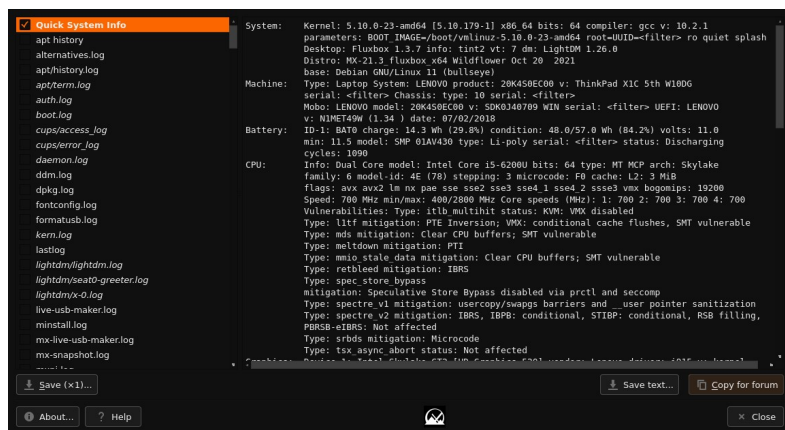 Quick System Info
apt history
alternatives.log
apt/history.log
apt/term.log
auth.log
boot.log
cups/access_log
cups/error_log
daemon.log
ddm.log
dpkg.log
fontconfig.log
formatusb.log
kern.log
lastlog
lightdm/lightdm.log
lightdm/seat0-greeter.log
lightdm/x-0.log
live-usb-maker.log
minstall.log
mx-live-usb-maker.log
mx-snapshot.log
System: Kernel: 5.10.0-23-amd64 [5.10.179-1] x86_64 bits: 64 compiler: gcc v: 10.2.1
parameters: BOOT_IMAGE=/boot/vmlinuz-5.10.0-23-amd64 root=UUID=<filter> ro quiet splash
Desktop: Fluxbox 1.3.7 info: tint2 vt: 7 dm: LightDM 1.26.0
Distro: MX-21.3_fluxbox_x64 Wildflower Oct 20 2021
base: Debian GNU/Linux 11 (bullseye)
Machine: Type: Laptop System: LENOVO product: 20K4S0EC00 v: ThinkPad X1C 5th W10DG
serial: <filter> Chassis: type: 10 serial: <filter>
Mobo: LENOVO model: 20K4S0EC00 v: SDK0J40709 WIN serial: <filter> UEFI: LENOVO
v: N1MET49W (1.34 ) date: 07/02/2018
Battery: ID-1: BAT0 charge: 14.3 Wh (29.8%) condition: 48.0/57.0 Wh (84.2%) volts: 11.0
min: 11.5 model: SMP 01AV430 type: Li-poly serial: <filter> status: Discharging
cycles: 1090
CPU: Info: Dual Core model: Intel Core i5-6200U bits: 64 type: MT MCP arch: Skylake
family: 6 model-id: 4E (78) stepping: 3 microcode: F0 cache: L2: 3 MiB
flags: avx avx2 lm nx pae sse sse2 sse3 sse4_1 sse4_2 ssse3 vmx bogomips: 19200
Speed: 700 MHz min/max: 400/2800 MHz Core speeds (MHz): 1: 700 2: 700 3: 700 4: 700
Vulnerabilities: Type: itlb_multihit status: KVM: VMX disabled
Type: l1tf mitigation: PTE Inversion; VMX: conditional cache flushes, SMT vulnerable
Type: mds mitigation: Clear CPU buffers; SMT vulnerable
Type: meltdown mitigation: PTI
Type: mmio_stale_data mitigation: Clear CPU buffers; SMT vulnerable
Type: retbleed mitigation: IBRS
Type: spec_store_bypass
mitigation: Speculative Store Bypass disabled via prctl and seccomp
Type: spectre_v1 mitigation: usercopy/swapgs barriers and __user pointer sanitization
Type: spectre_v2 mitigation: IBRS, IBPB: conditional, STIBP: conditional, RSB filling,
PBRSB-eIBRS: Not affected
Type: srbds mitigation: Microcode
Type: tsx_async_abort status: Not affected
Save (×1)...
Save text...
Copy for forum
About...
Help
Close